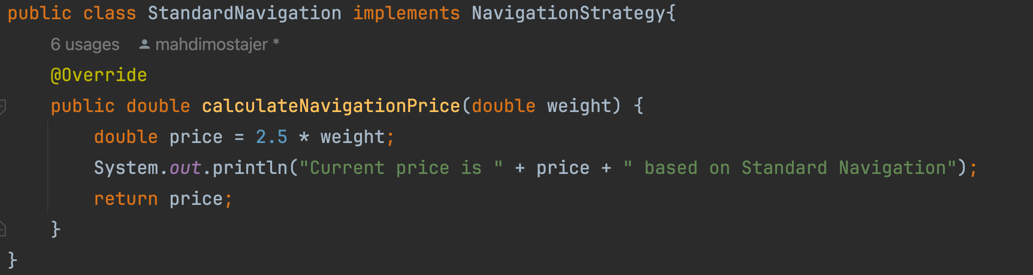 public class StandardNavigation implements NavigationStrategy{
6 usages mahdimostajer *
@Override
public double calculateNavigationPrice(double weight) {
double price = 2.5 * weight;
System.out.println("Current price is " + price + " based on Standard Navigation");
return price;
}
}